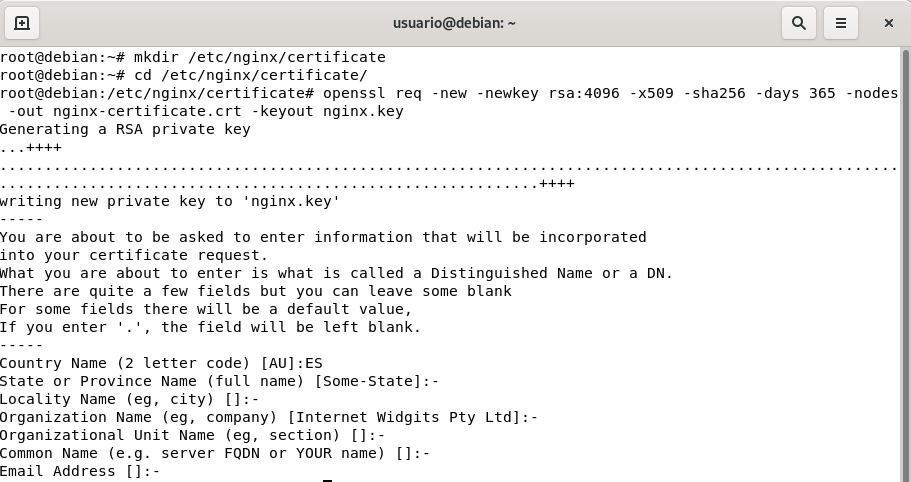 usuario@debian: ~
root@debian:~# mkdir /etc/nginx/certificate
root@debian:~# cd /etc/nginx/certificate/
root@debian:/etc/nginx/certificate# openssl req -new -newkey rsa:4096 -x509 -sha256 -days 365 -nodes
 -out nginx-certificate.crt -keyout nginx.key
Generating a RSA private key
...++++
....................................................................................................
............................................................++++
writing new private key to 'nginx.key'
-----
You are about to be asked to enter information that will be incorporated
into your certificate request.
What you are about to enter is what is called a Distinguished Name or a DN.
There are quite a few fields but you can leave some blank
For some fields there will be a default value,
If you enter '.', the field will be left blank.
-----
Country Name (2 letter code) [AU]:ES
State or Province Name (full name) [Some-State]:-
Locality Name (eg, city) []:-
Organization Name (eg, company) [Internet Widgits Pty Ltd]:-
Organizational Unit Name (eg, section) []:-
Common Name (e.g. server FQDN or YOUR name) []:-
Email Address []:-